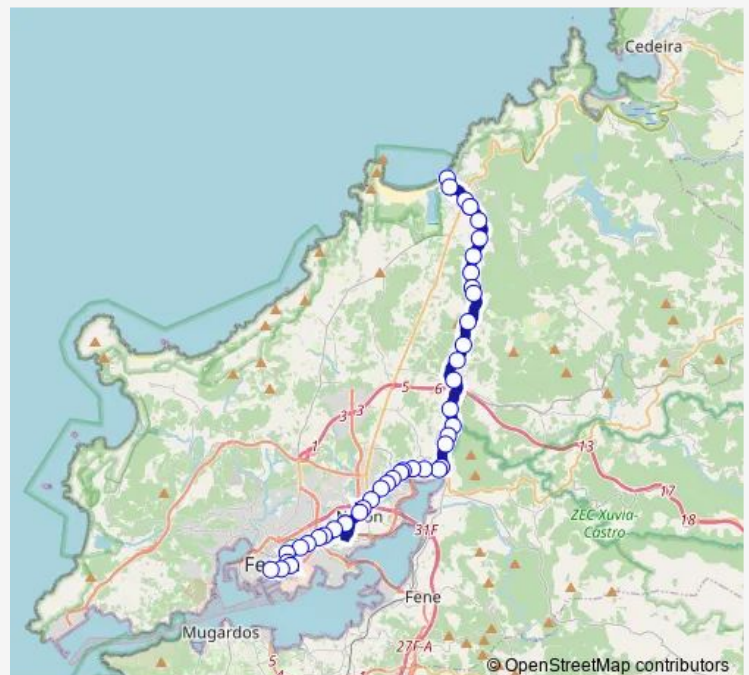 Cedeira
5
6
3
3
1
13
17
18
ZEC Xuvia-
Castro
31F
Fene
Mugardos
27F-A
5
© OpenStreetMap contributors